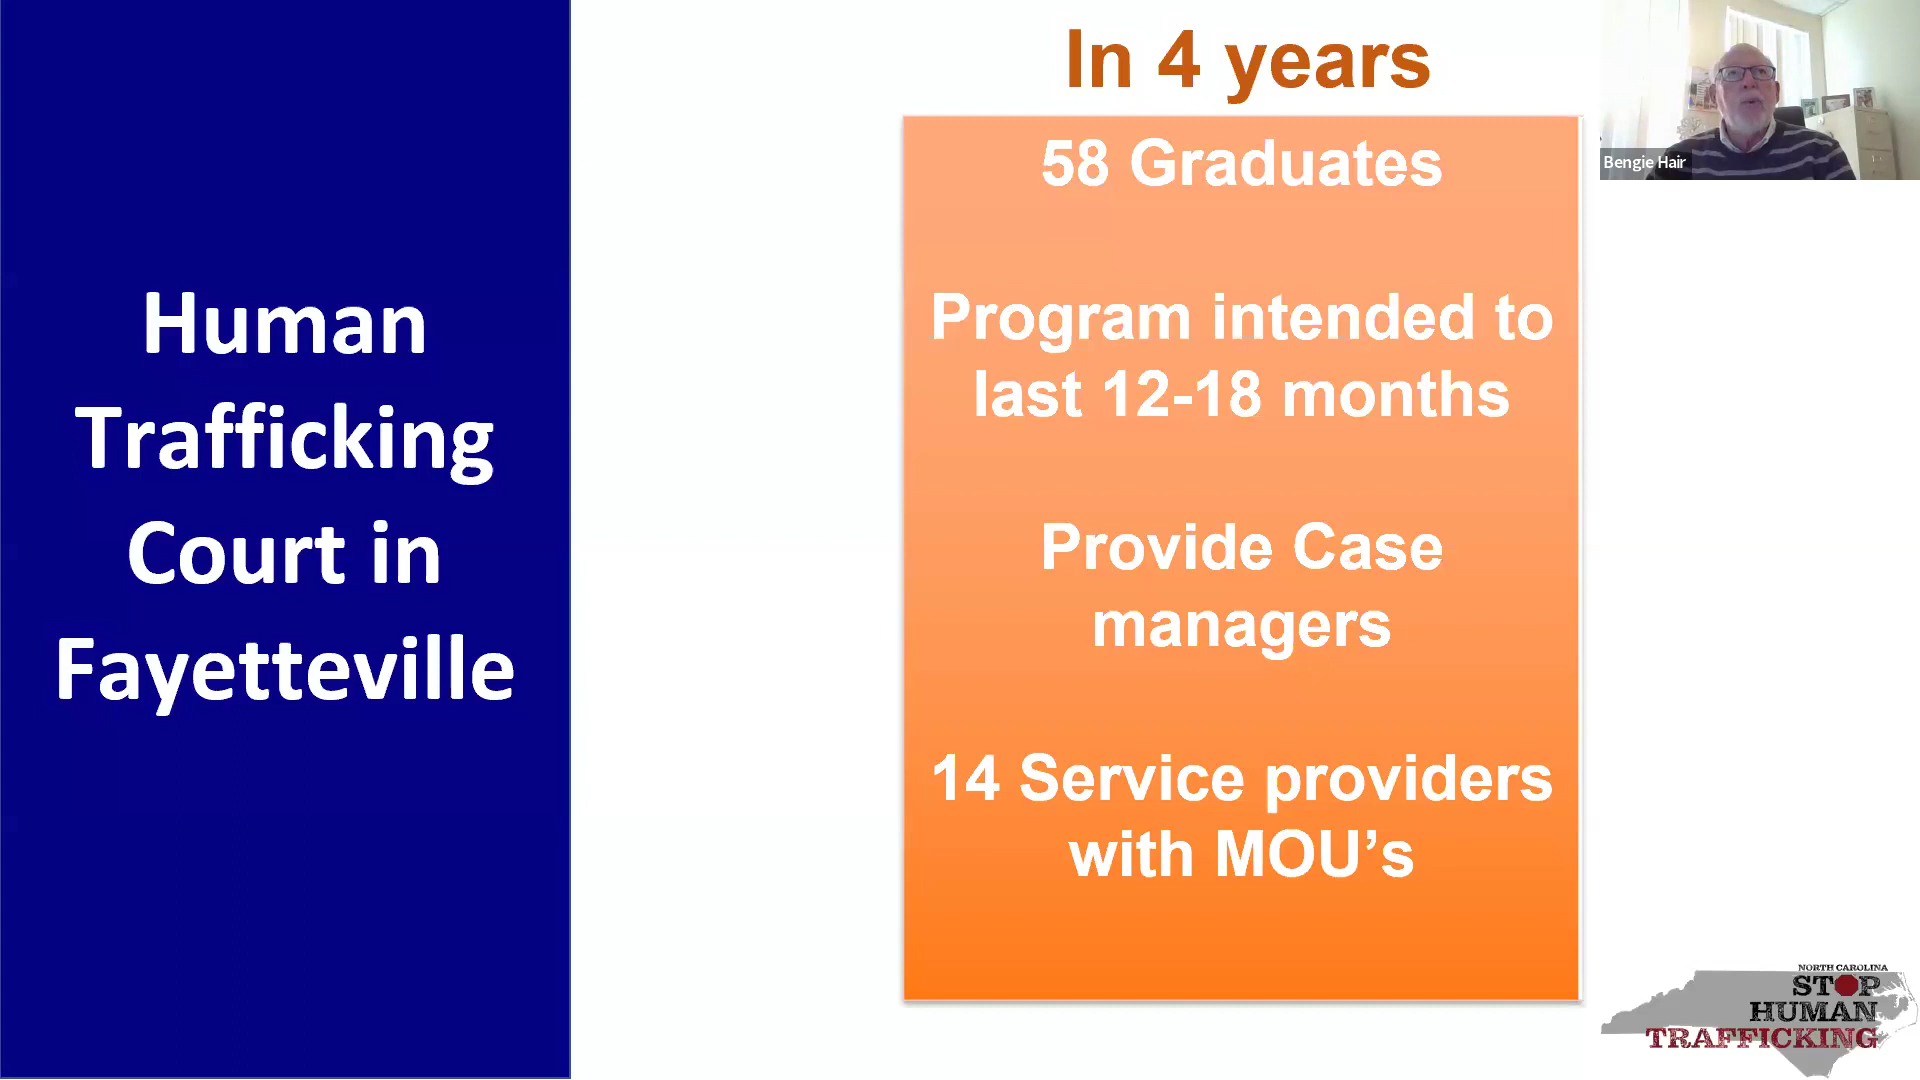 Human
Trafficking
Court in
Fayetteville
In 4 years
58 Graduates
Program intended to
last 12-18 months
Provide Case
managers
14 Service providers
with MOU’s
Bengie Hair
NORTH CAROLINA
STOP
HUMAN
TRAFFICKING